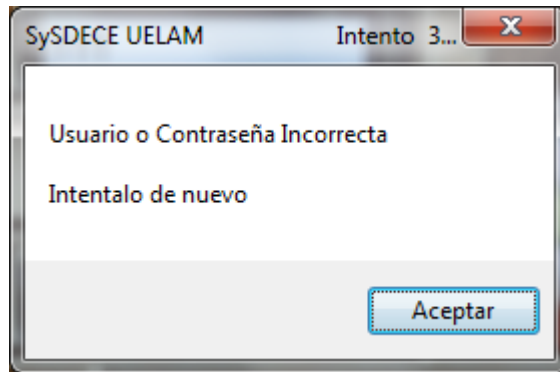 SySDECE UELAM Intento 3...
Usuario o Contraseña Incorrecta
Intentalo de nuevo
Aceptar